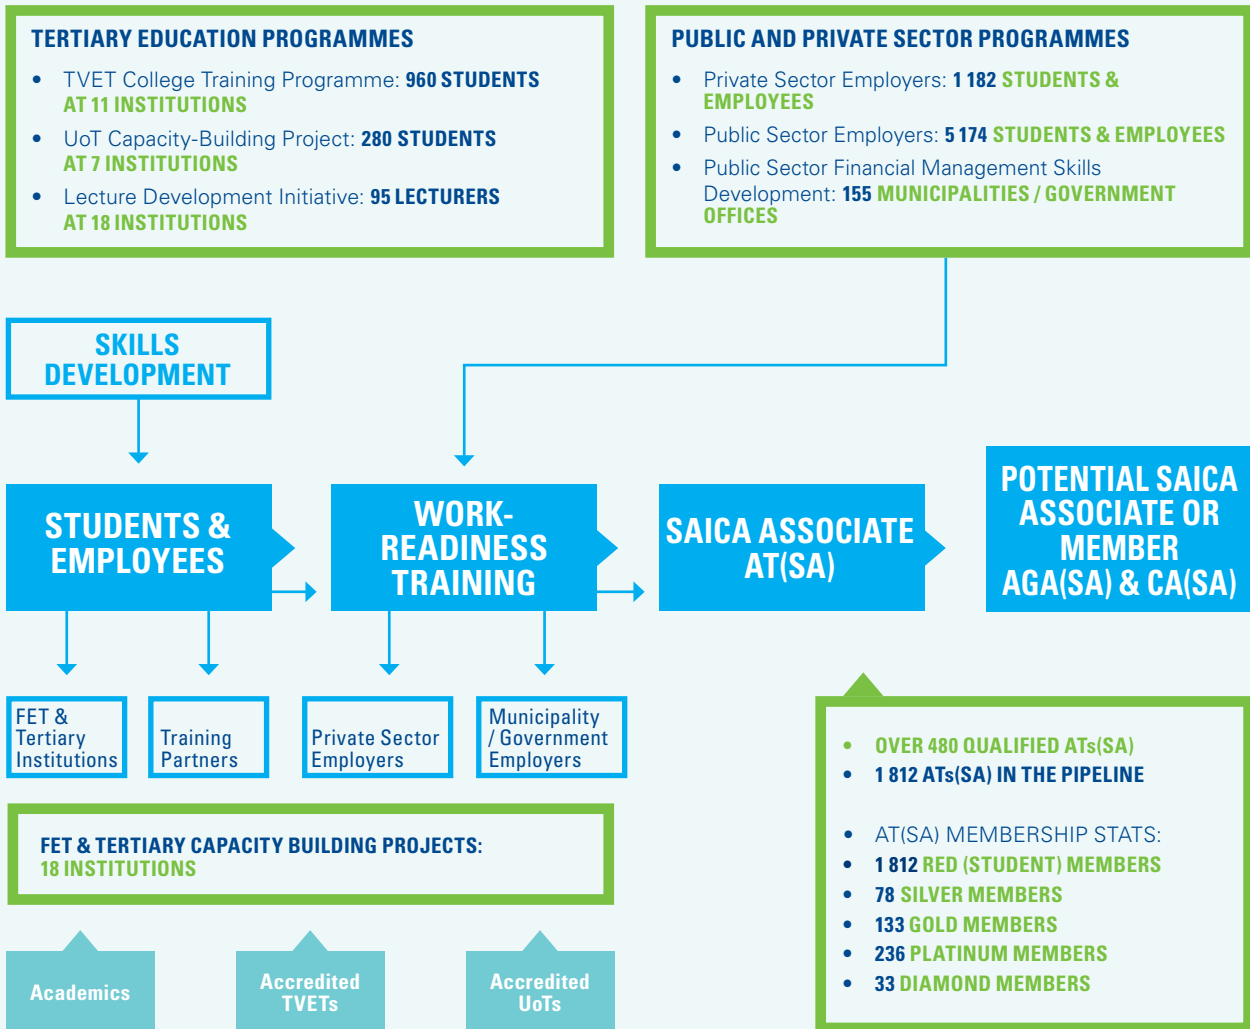 TERTIARY EDUCATION PROGRAMMES
• TVET College Training Programme: 960 STUDENTS
AT 11 INSTITUTIONS
• UoT Capacity-Building Project: 280 STUDENTS
AT 7 INSTITUTIONS
• Lecture Development Initiative: 95 LECTURERS
AT 18 INSTITUTIONS
PUBLIC AND PRIVATE SECTOR PROGRAMMES
• Private Sector Employers: 1 182 STUDENTS &
EMPLOYEES
• Public Sector Employers: 5 174 STUDENTS & EMPLOYEES
• Public Sector Financial Management Skills
Development: 155 MUNICIPALITIES / GOVERNMENT
OFFICES
SKILLS
DEVELOPMENT
STUDENTS &
EMPLOYEES
WORK-
READINESS
TRAINING
SAICA ASSOCIATE
AT(SA)
POTENTIAL SAICA
ASSOCIATE OR
MEMBER
AGA(SA) & CA(SA)
FET &
Tertiary
Institutions
Training
Partners
Private Sector
Employers
Municipality
/ Government
Employers
FET & TERTIARY CAPACITY BUILDING PROJECTS:
18 INSTITUTIONS
Academics
Accredited
TVETs
Accredited
UoTs
• OVER 480 QUALIFIED ATs(SA)
• 1 812 ATs(SA) IN THE PIPELINE
• AT(SA) MEMBERSHIP STATS:
• 1 812 RED (STUDENT) MEMBERS
• 78 SILVER MEMBERS
• 133 GOLD MEMBERS
• 236 PLATINUM MEMBERS
• 33 DIAMOND MEMBERS